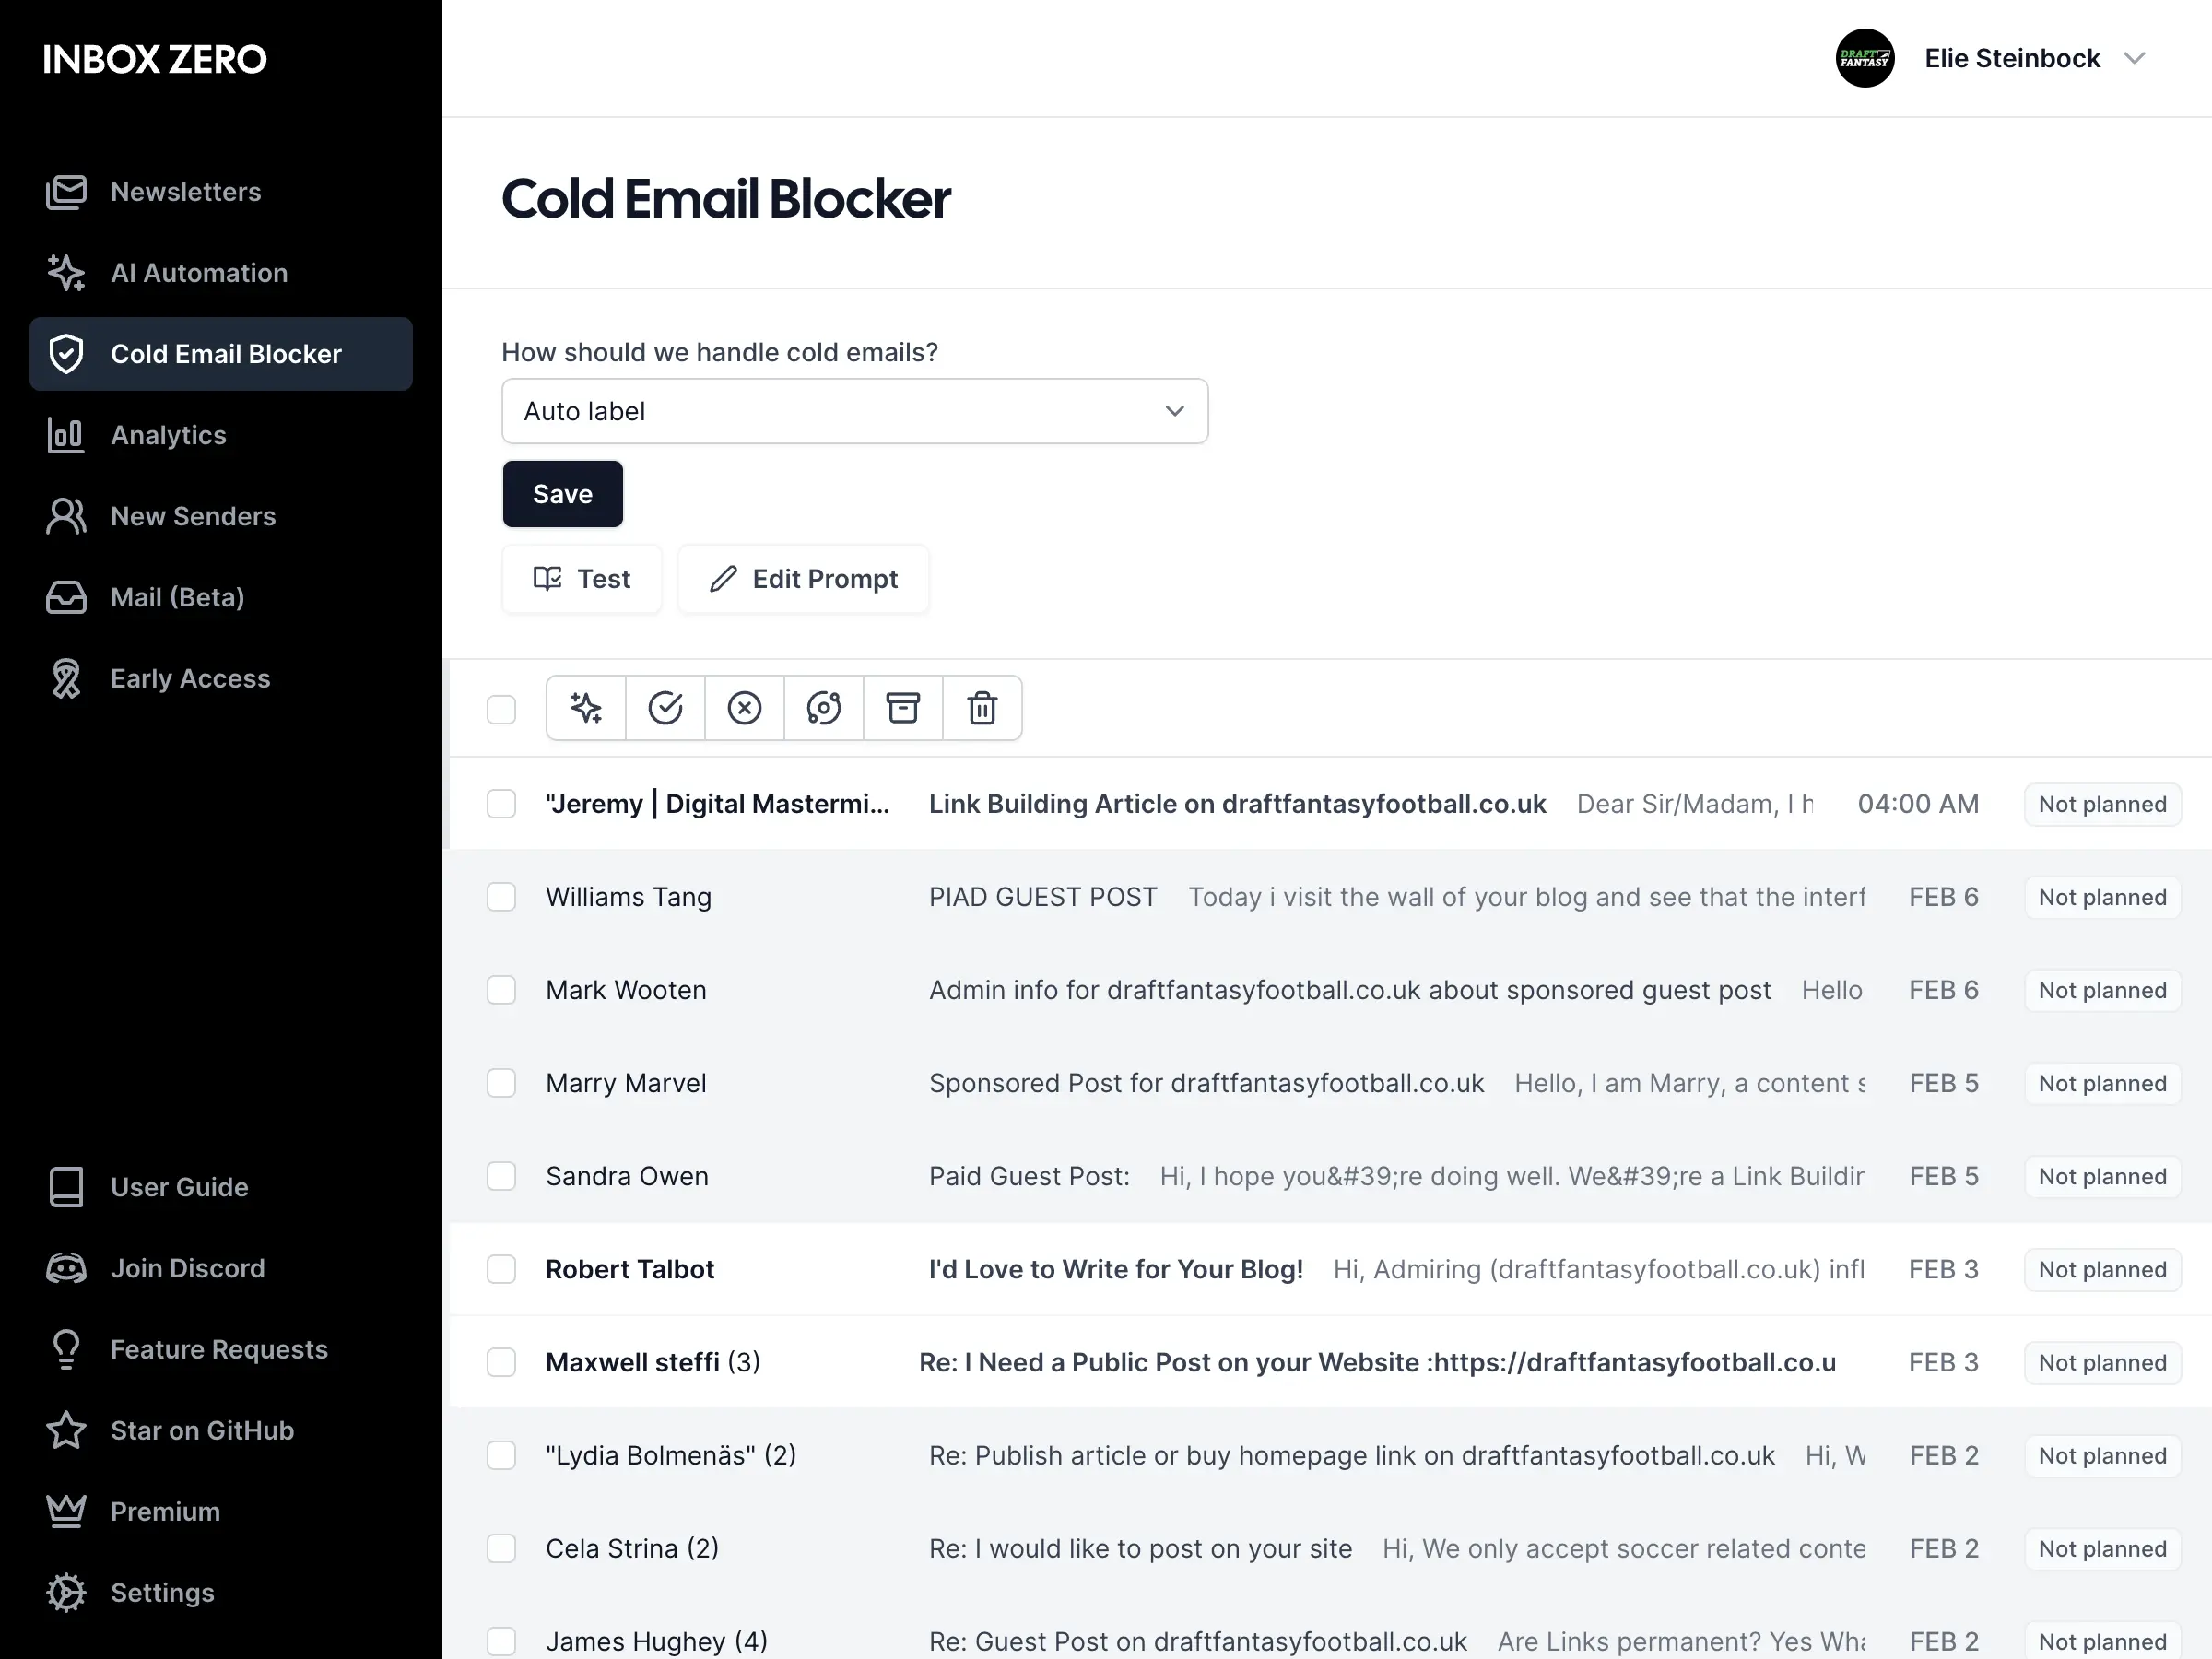 INBOX ZERO
DRAFT FANTASY
Elie Steinbock
Newsletters
AI Automation
Cold Email Blocker
Analytics
New Senders
Mail (Beta)
Early Access
User Guide
Join Discord
Feature Requests
Star on GitHub
Premium
Settings
Cold Email Blocker
How should we handle cold emails?
Auto label
Save
Test Edit Prompt
"Jeremy | Digital Mastermi... Link Building Article on draftfantasyfootball.co.uk Dear Sir/Madam, I h 04:00 AM Not planned
Williams Tang PIAD GUEST POST Today i visit the wall of your blog and see that the interf FEB 6 Not planned
Mark Wooten Admin info for draftfantasyfootball.co.uk about sponsored guest post Hello FEB 6 Not planned
Marry Marvel Sponsored Post for draftfantasyfootball.co.uk Hello, I am Marry, a content s FEB 5 Not planned
Sandra Owen Paid Guest Post: Hi, I hope you&#39;re doing well. We&#39;re a Link Buildin FEB 5 Not planned
Robert Talbot I'd Love to Write for Your Blog! Hi, Admiring (draftfantasyfootball.co.uk) infl FEB 3 Not planned
Maxwell steffi (3) Re: I Need a Public Post on your Website :https://draftfantasyfootball.co.u FEB 3 Not planned
"Lydia Bolmenäs" (2) Re: Publish article or buy homepage link on draftfantasyfootball.co.uk Hi, W FEB 2 Not planned
Cela Strina (2) Re: I would like to post on your site Hi, We only accept soccer related conte FEB 2 Not planned
James Hughey (4) Re: Guest Post on draftfantasyfootball.co.uk Are Links permanent? Yes Wha FEB 2 Not planned